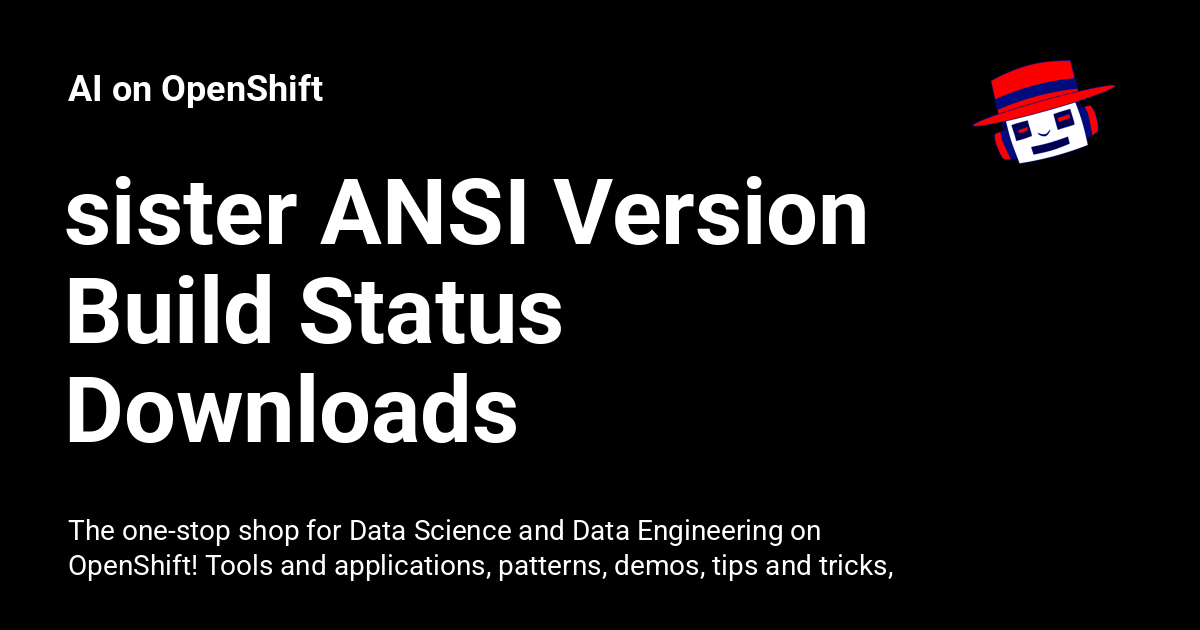 AI on OpenShift
sister ANSI Version
Build Status
Downloads
The one-stop shop for Data Science and Data Engineering on
OpenShift! Tools and applications, patterns, demos, tips and tricks,